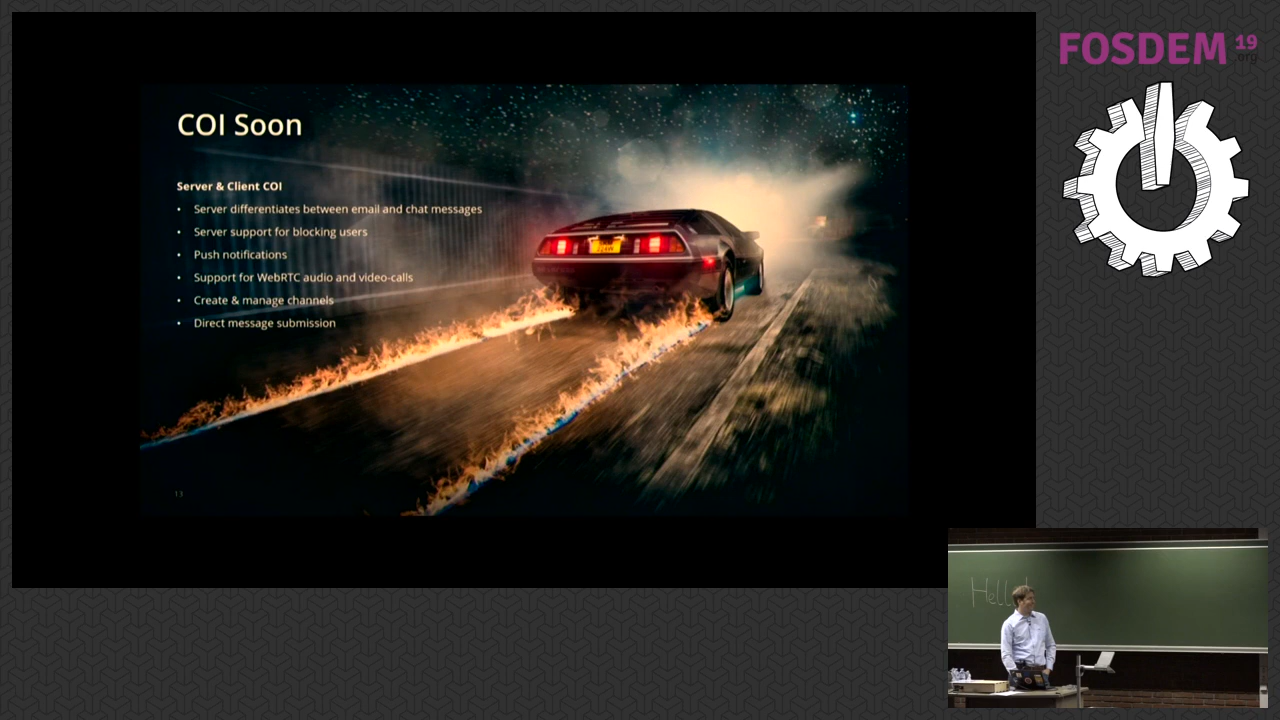 COI Soon
Server & Client COI
• Server differentiates between email and chat messages
• Server support for blocking users
• Push notifications
• Support for WebRTC audio and video-calls
• Create & manage channels
• Direct message submission
13
FOSDEM 19
.org